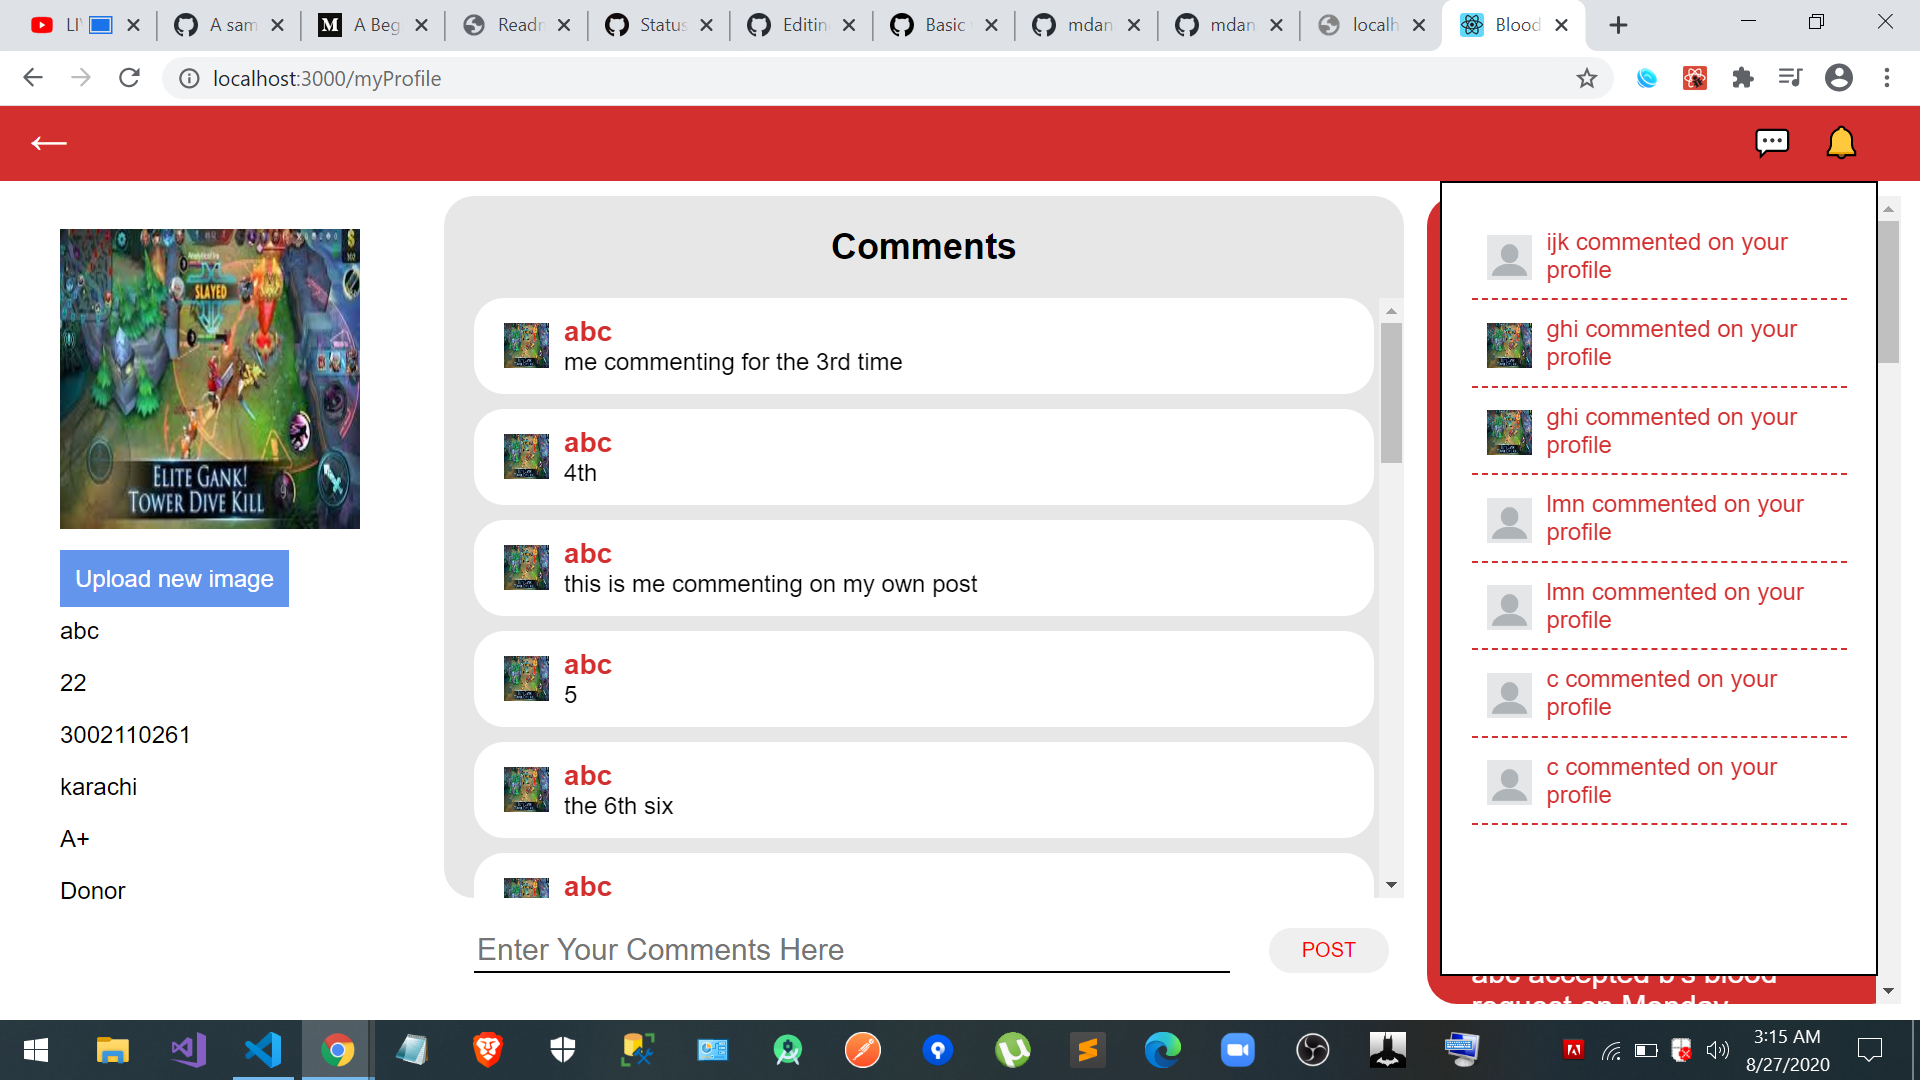 LI
A sam
A Beg
Readr
Status
Editin
Basic
mdan
mdan
localh
Blood
localhost:3000/myProfile
SLAYED
ELITE GANK!
TOWER DIVE KILL
Upload new image
abc
22
3002110261
karachi
A+
Donor
Comments
abc
me commenting for the 3rd time
abc
4th
abc
this is me commenting on my own post
abc
5
abc
the 6th six
abc
Enter Your Comments Here
POST
ijk commented on your
profile
ghi commented on your
profile
ghi commented on your
profile
lmn commented on your
profile
lmn commented on your
profile
c commented on your
profile
c commented on your
profile
abc accepted b's blood
request on Monday
3:15 AM
8/27/2020